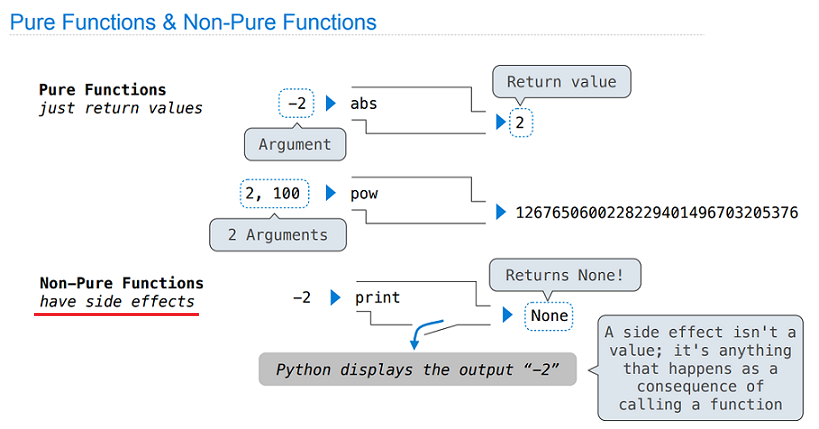 Pure Functions & Non-Pure Functions
Pure Functions
just return values
-2
abs
Return value
2
Argument
2, 100
pow
1267650600228229401496703205376
2 Arguments
Non-Pure Functions
have side effects
-2
print
Returns None!
None
Python displays the output “-2”
A side effect isn't a
value; it's anything
that happens as a
consequence of
calling a function